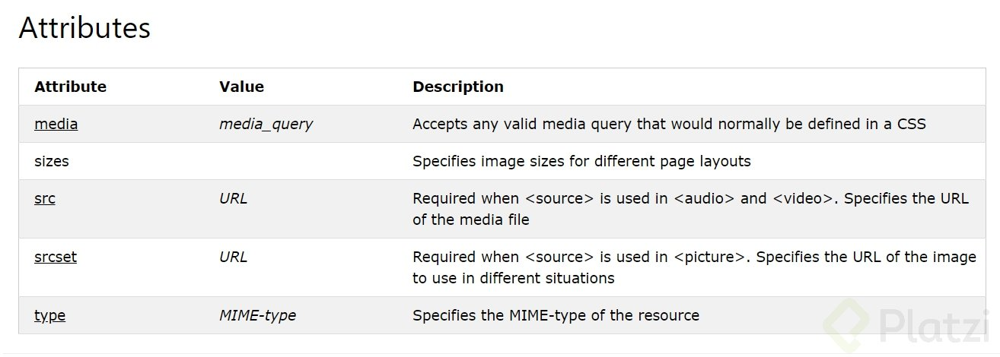 Attributes
Attribute Value Description
media media_query Accepts any valid media query that would normally be defined in a CSS
sizes Specifies image sizes for different page layouts
src URL Required when <source> is used in <audio> and <video>. Specifies the URL
of the media file
srcset URL Required when <source> is used in <picture>. Specifies the URL of the image
to use in different situations
type MIME-type Specifies the MIME-type of the resource
Platzi